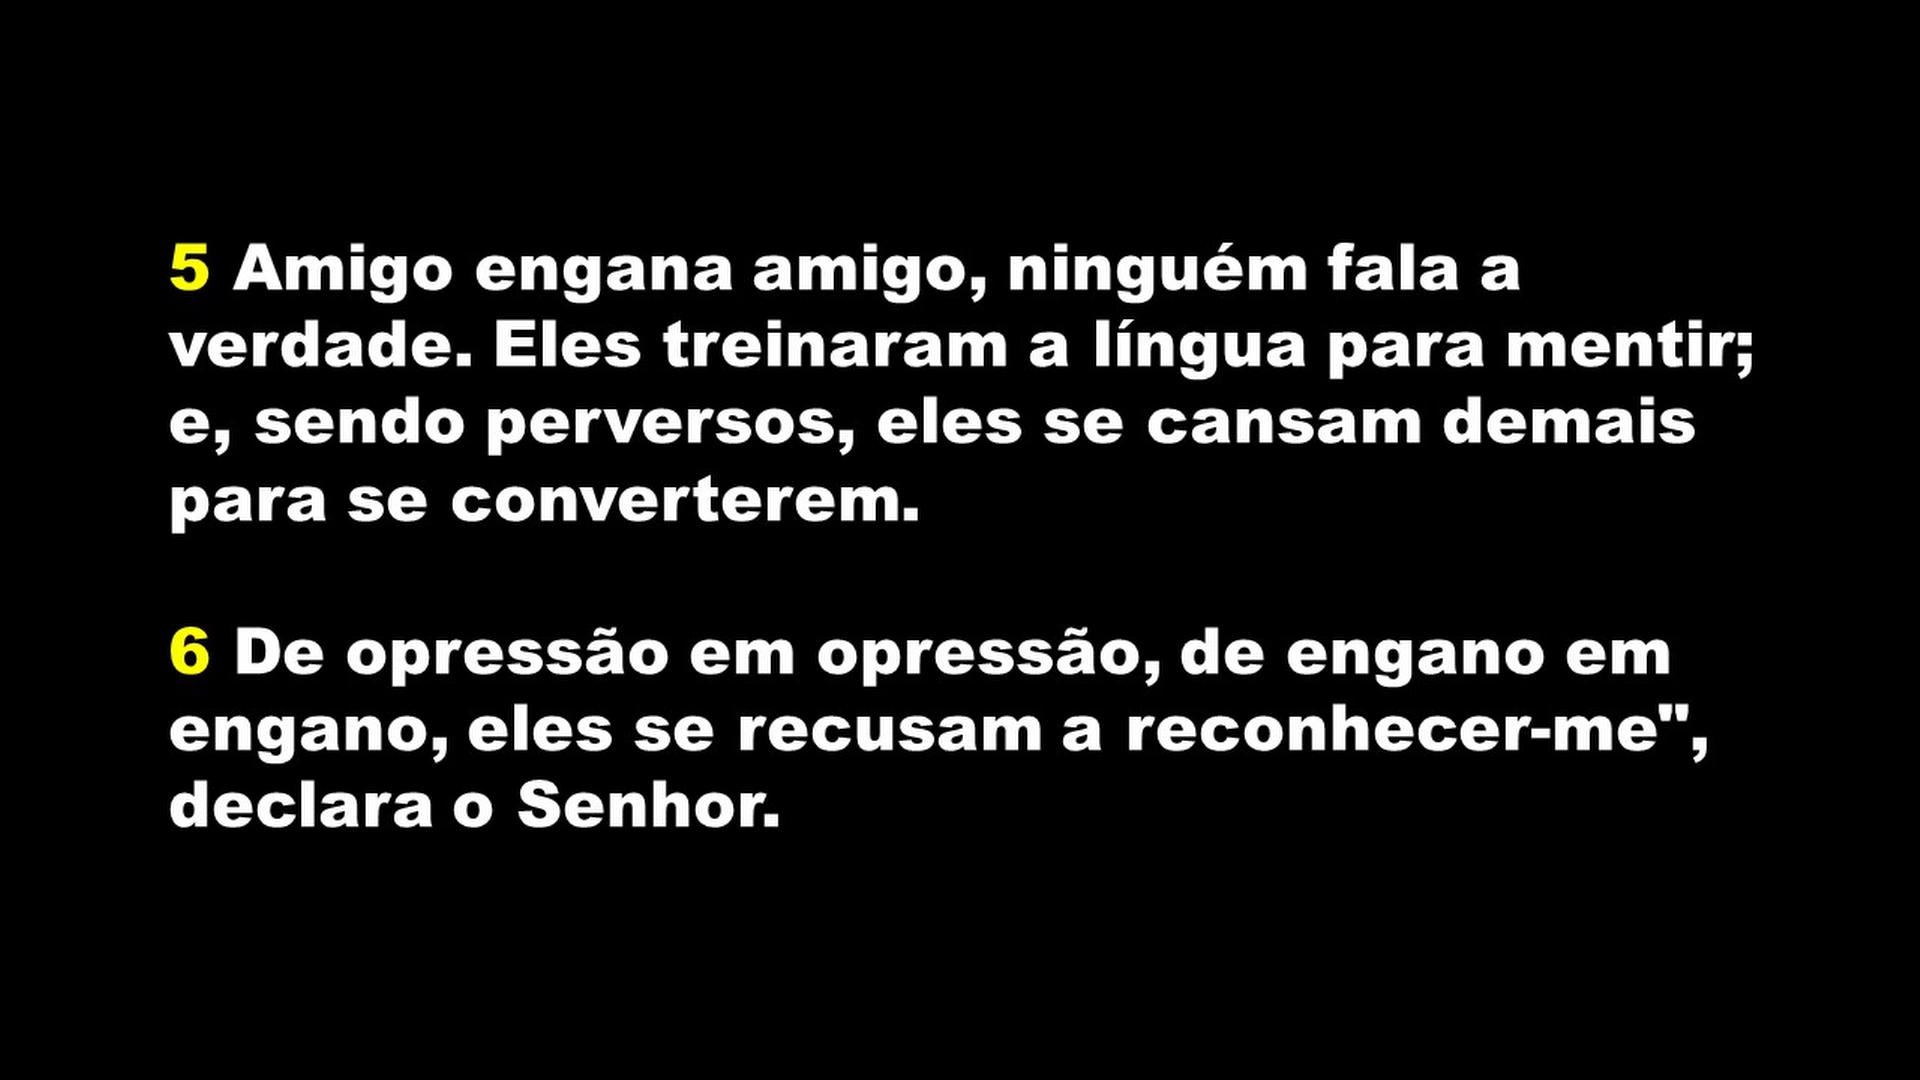 5 Amigo engana amigo, ninguém fala a
verdade. Eles treinaram a língua para mentir;
e, sendo perversos, eles se cansam demais
para se converterem.
6 De opressão em opressão, de engano em
engano, eles se recusam a reconhecer-me",
declara o Senhor.